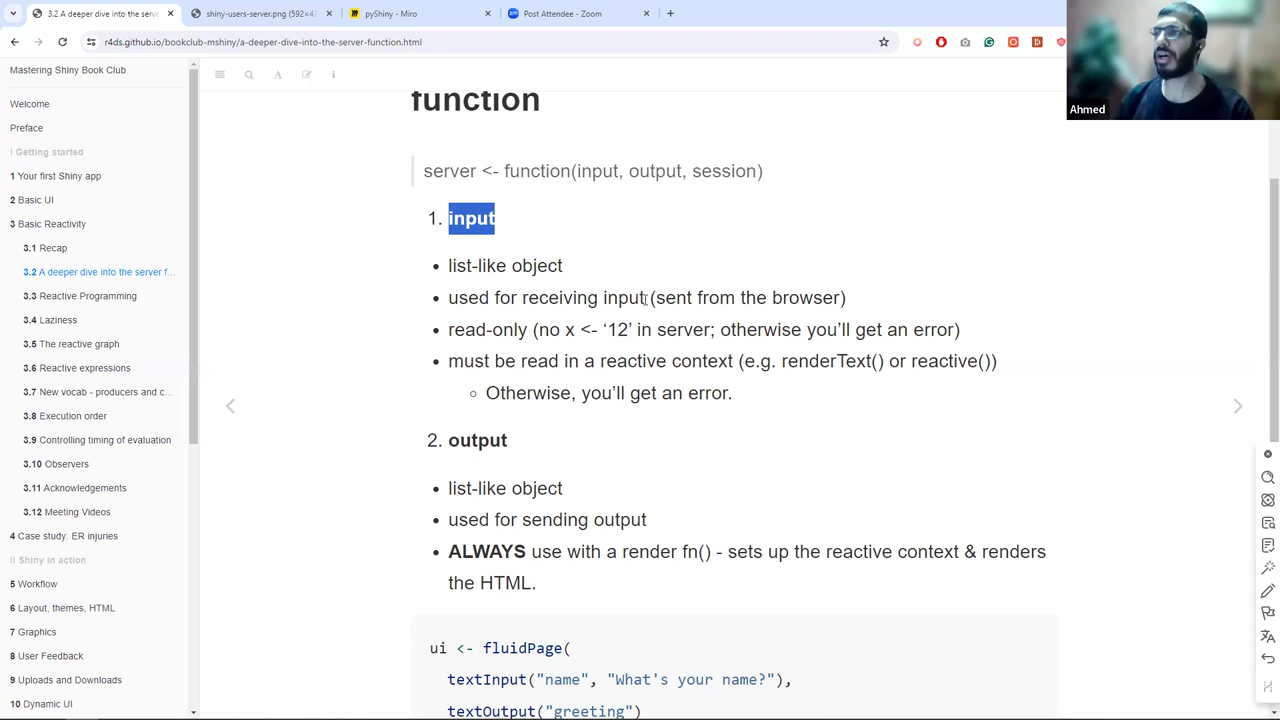 3.2 A deeper dive into the serve
shiny-users-server.png (592×4
pyShiny - Miro
Post Attendee - Zoom
r4ds.github.io/bookclub-mshiny/a-deeper-dive-into-the-server-function.html
Ahmed
Mastering Shiny Book Club
Welcome
Preface
I Getting started
1 Your first Shiny app
2 Basic UI
3 Basic Reactivity
3.1 Recap
3.2 A deeper dive into the server f…
3.3 Reactive Programming
3.4 Laziness
3.5 The reactive graph
3.6 Reactive expressions
3.7 New vocab - producers and c…
3.8 Execution order
3.9 Controlling timing of evaluation
3.10 Observers
3.11 Acknowledgements
3.12 Meeting Videos
4 Case study: ER injuries
II Shiny in action
5 Workflow
6 Layout, themes, HTML
7 Graphics
8 User Feedback
9 Uploads and Downloads
10 Dynamic UI
function
server <- function(input, output, session)
1. input
• list-like object
• used for receiving input (sent from the browser)
• read-only (no x <- ‘12’ in server; otherwise you’ll get an error)
• must be read in a reactive context (e.g. renderText() or reactive())
○ Otherwise, you’ll get an error.
2. output
• list-like object
• used for sending output
• ALWAYS use with a render fn() - sets up the reactive context & renders
the HTML.
ui <- fluidPage(
textInput("name", "What's your name?"),
textOutput("greeting")